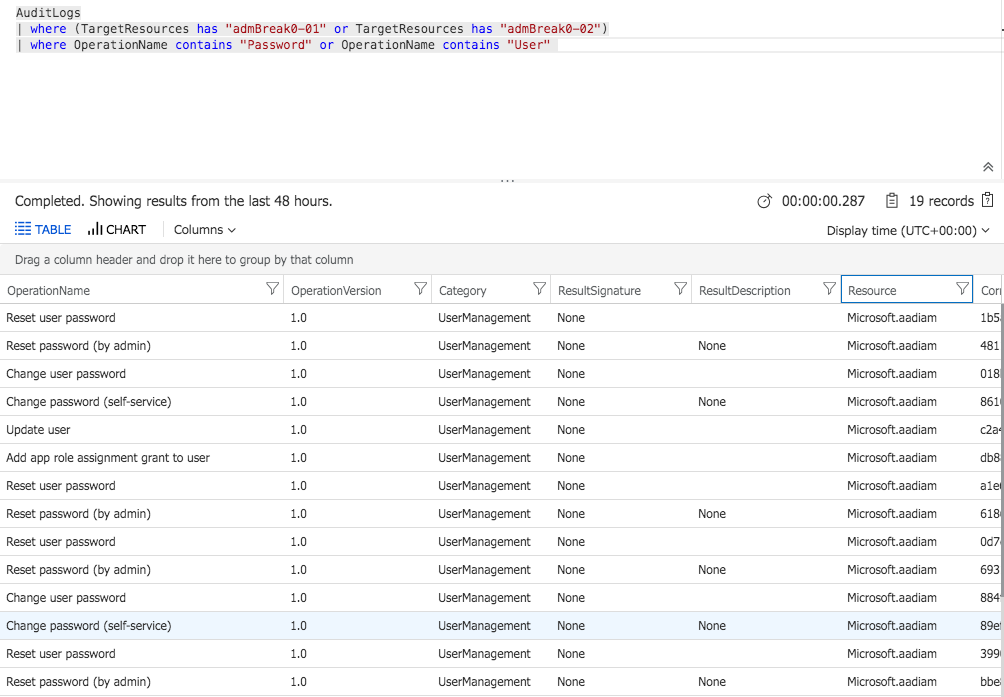 AuditLogs
| where (TargetResources has "admBreak0-01" or TargetResources has "admBreak0-02")
| where OperationName contains "Password" or OperationName contains "User"
Completed. Showing results from the last 48 hours. 00:00:00.287 19 records
TABLE CHART Columns Display time (UTC+00:00)
Drag a column header and drop it here to group by that column
OperationName OperationVersion Category ResultSignature ResultDescription Resource Corr
Reset user password 1.0 UserManagement None Microsoft.aadiam 1b5
Reset password (by admin) 1.0 UserManagement None None Microsoft.aadiam 481
Change user password 1.0 UserManagement None Microsoft.aadiam 018
Change password (self-service) 1.0 UserManagement None None Microsoft.aadiam 861
Update user 1.0 UserManagement None Microsoft.aadiam c2a
Add app role assignment grant to user 1.0 UserManagement None Microsoft.aadiam db8
Reset user password 1.0 UserManagement None Microsoft.aadiam a1e
Reset password (by admin) 1.0 UserManagement None None Microsoft.aadiam 618
Reset user password 1.0 UserManagement None Microsoft.aadiam 0d7
Reset password (by admin) 1.0 UserManagement None None Microsoft.aadiam 693
Change user password 1.0 UserManagement None Microsoft.aadiam 884
Change password (self-service) 1.0 UserManagement None None Microsoft.aadiam 89e
Reset user password 1.0 UserManagement None Microsoft.aadiam 399
Reset password (by admin) 1.0 UserManagement None None Microsoft.aadiam bbe